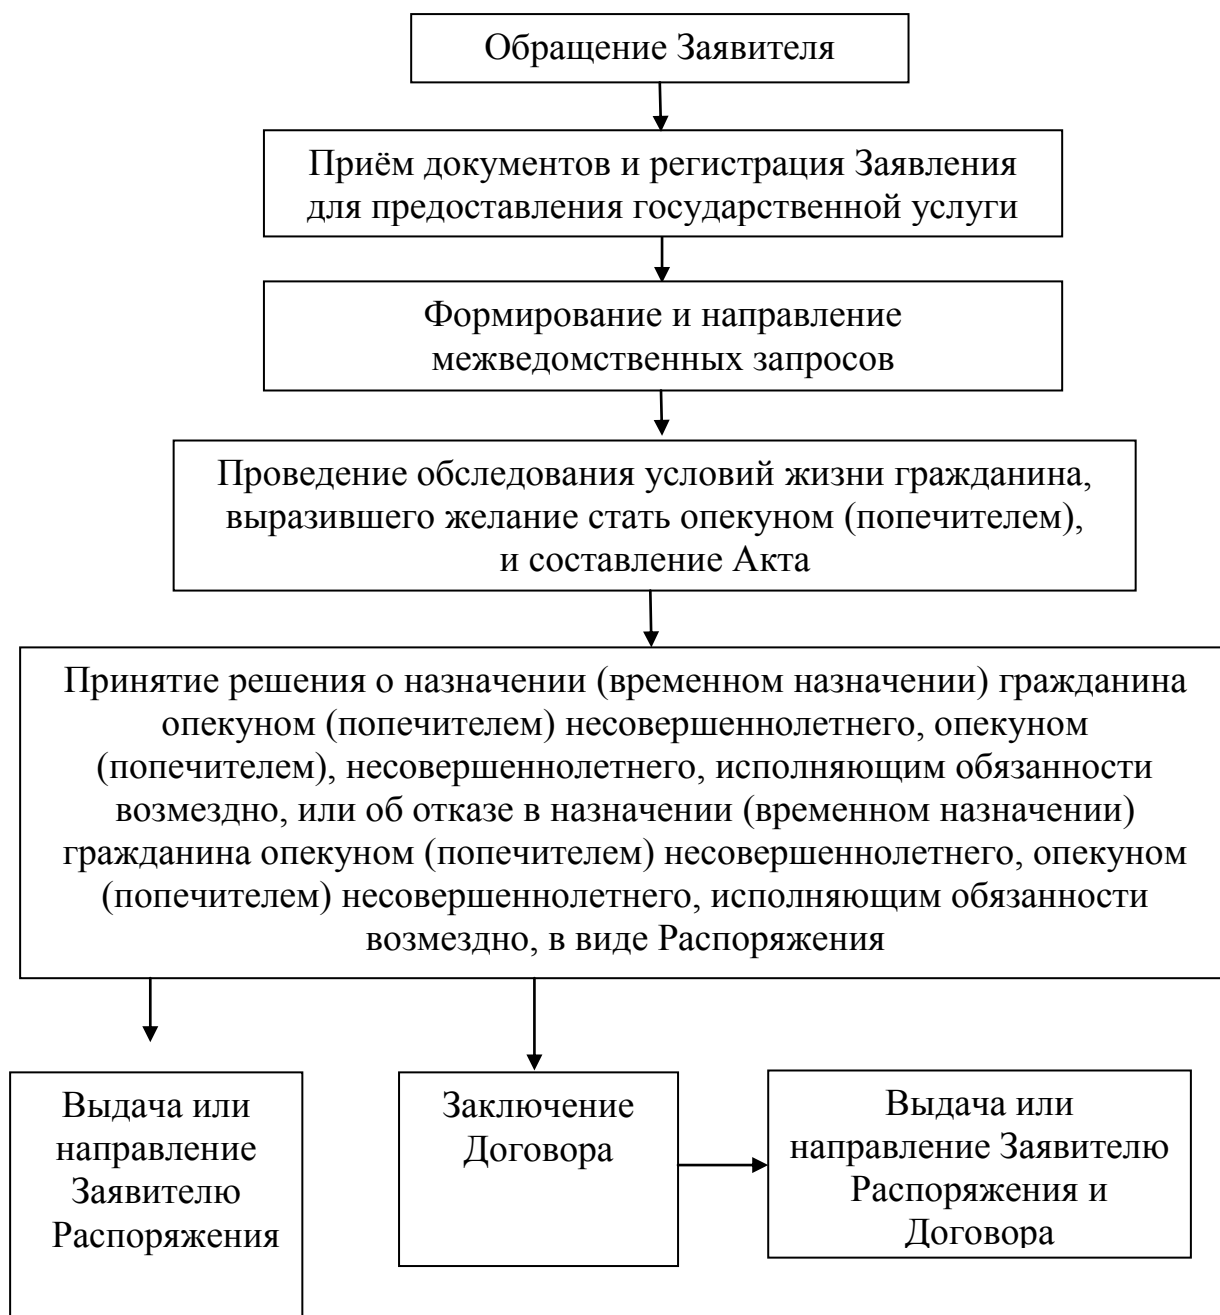 Обращение Заявителя
Приём документов и регистрация Заявления
для предоставления государственной услуги
Формирование и направление
межведомственных запросов
Проведение обследования условий жизни гражданина,
выразившего желание стать опекуном (попечителем),
и составление Акта
Принятие решения о назначении (временном назначении) гражданина
опекуном (попечителем) несовершеннолетнего, опекуном
(попечителем), несовершеннолетнего, исполняющим обязанности
возмездно, или об отказе в назначении (временном назначении)
гражданина опекуном (попечителем) несовершеннолетнего, опекуном
(попечителем) несовершеннолетнего, исполняющим обязанности
возмездно, в виде Распоряжения
Выдача или
направление
Заявителю
Распоряжения
Заключение
Договора
Выдача или
направление Заявителю
Распоряжения и
Договора